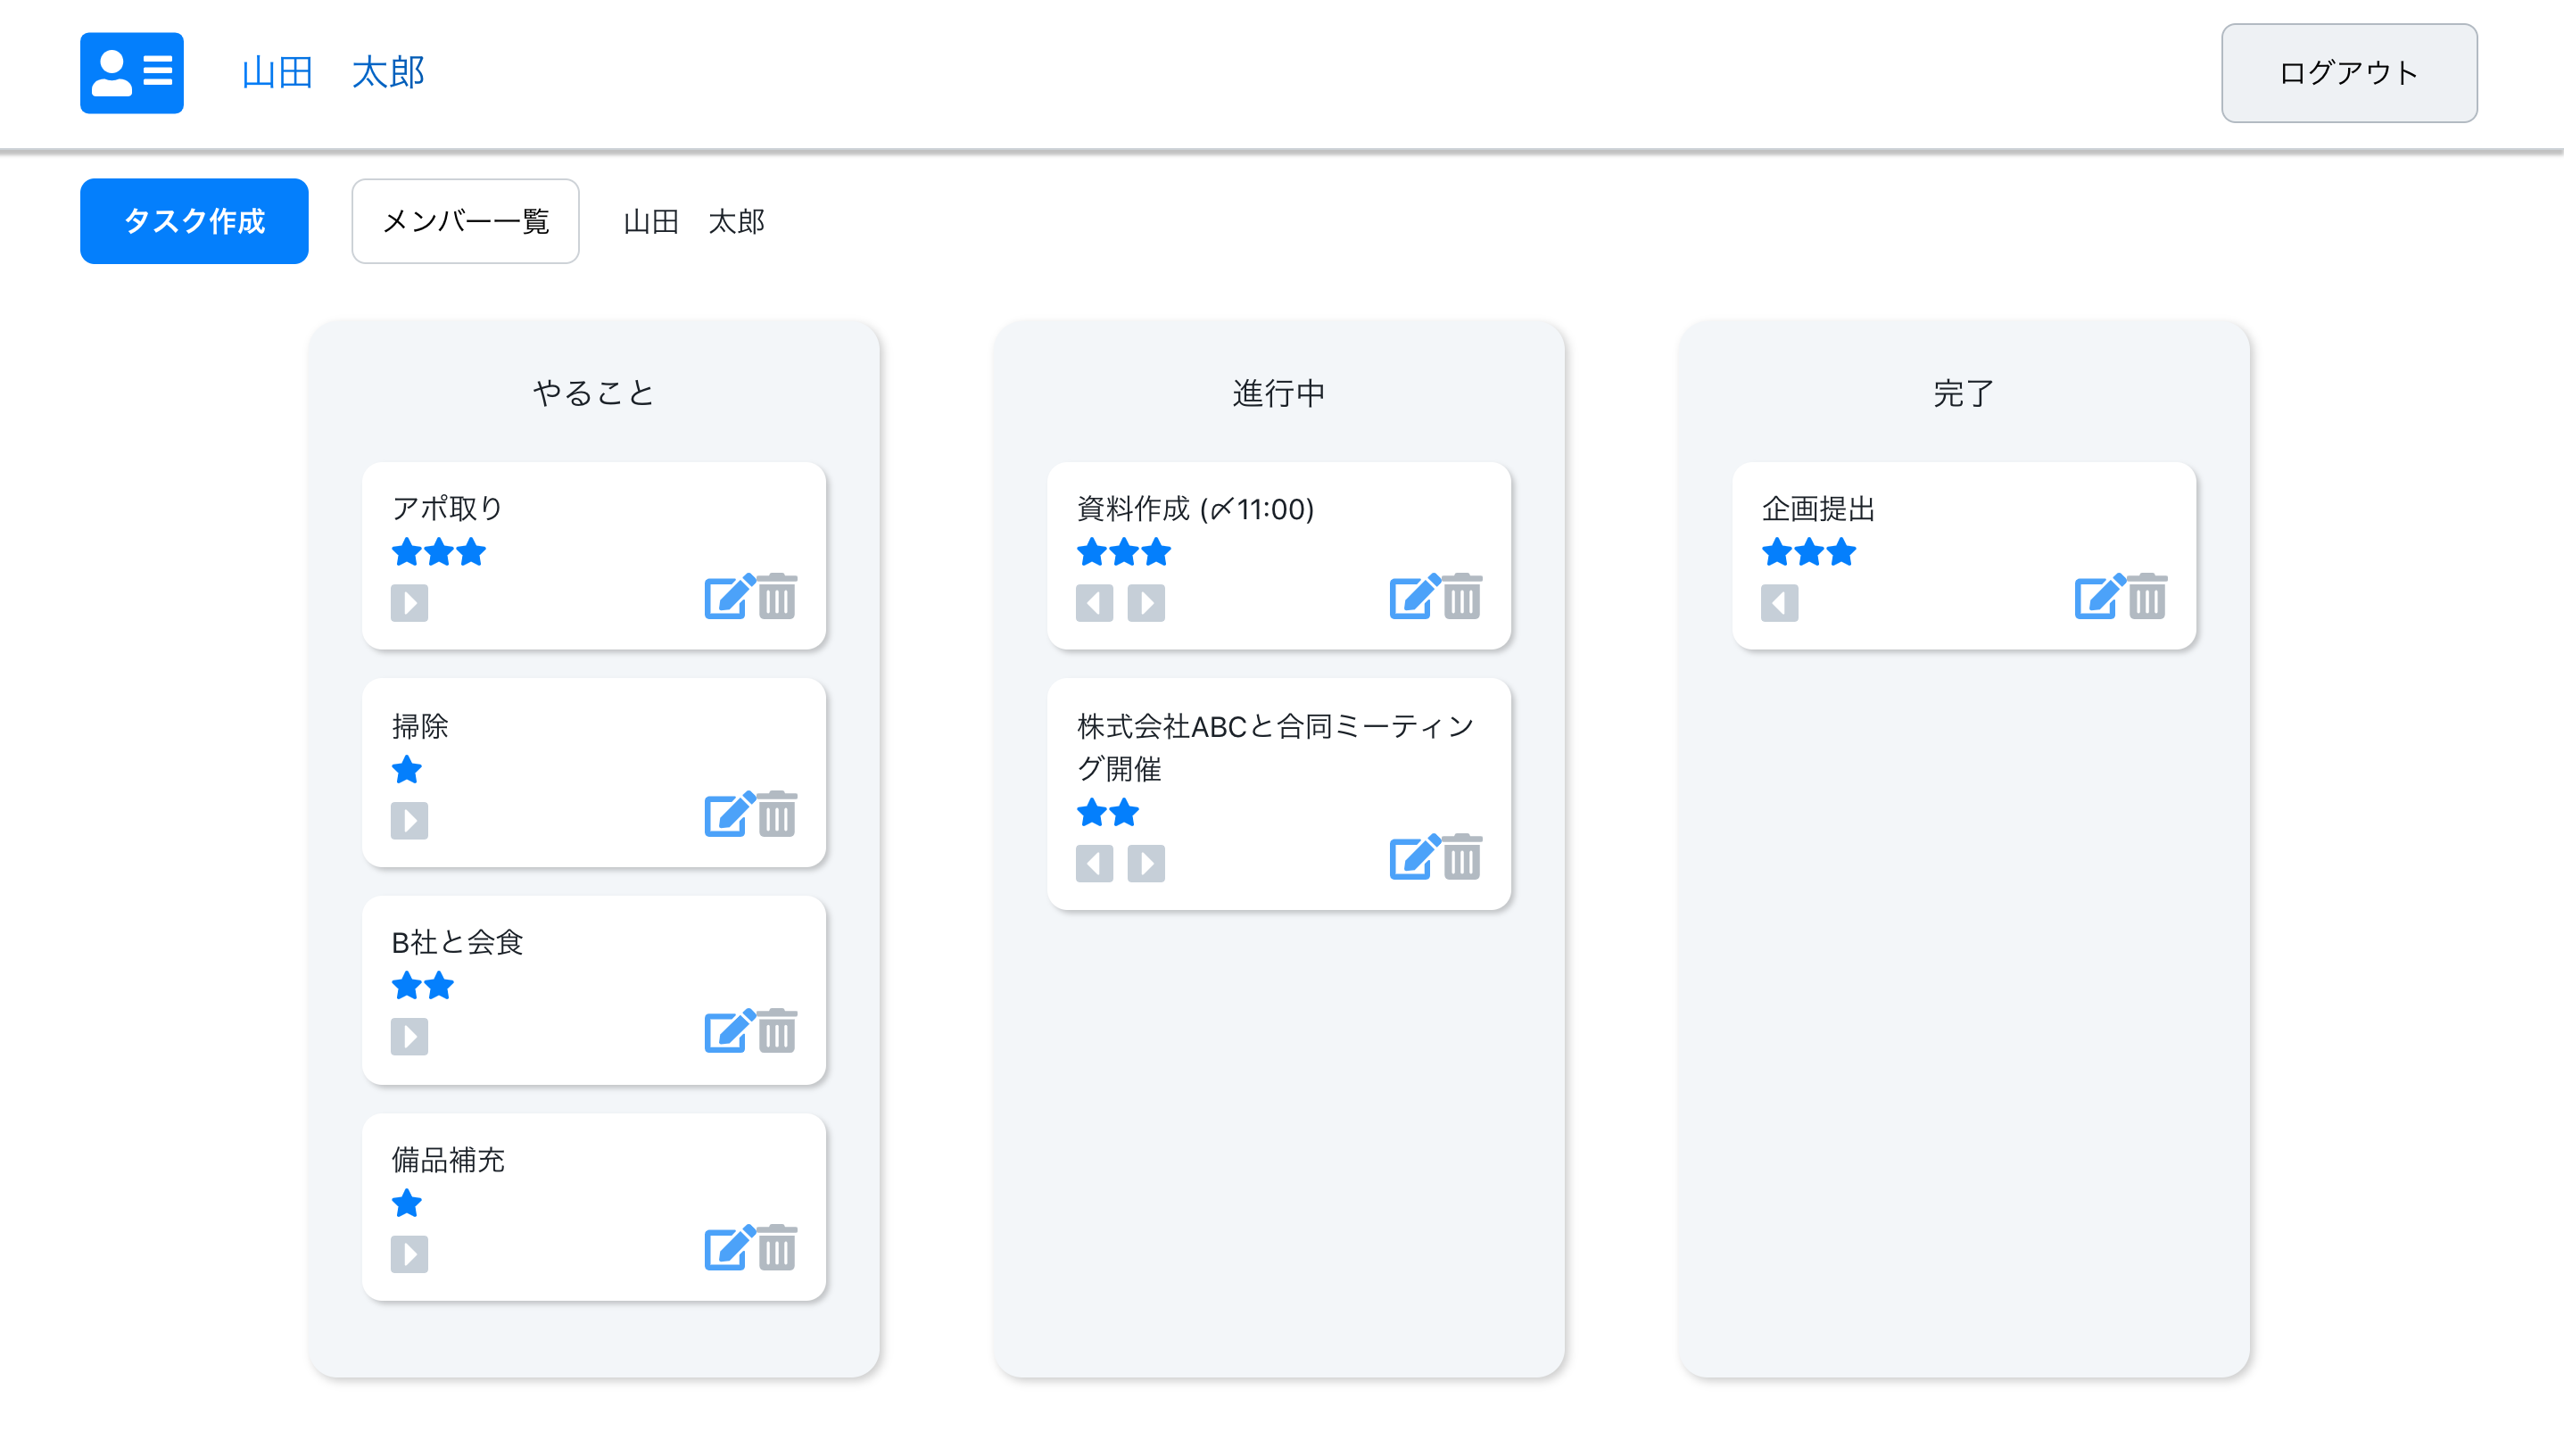 山田　太郎
ログアウト
タスク作成
メンバー一覧
山田　太郎
やること
アポ取り
掃除
B社と会食
備品補充
進行中
資料作成 (〆11:00)
株式会社ABCと合同ミーティン
グ開催
完了
企画提出